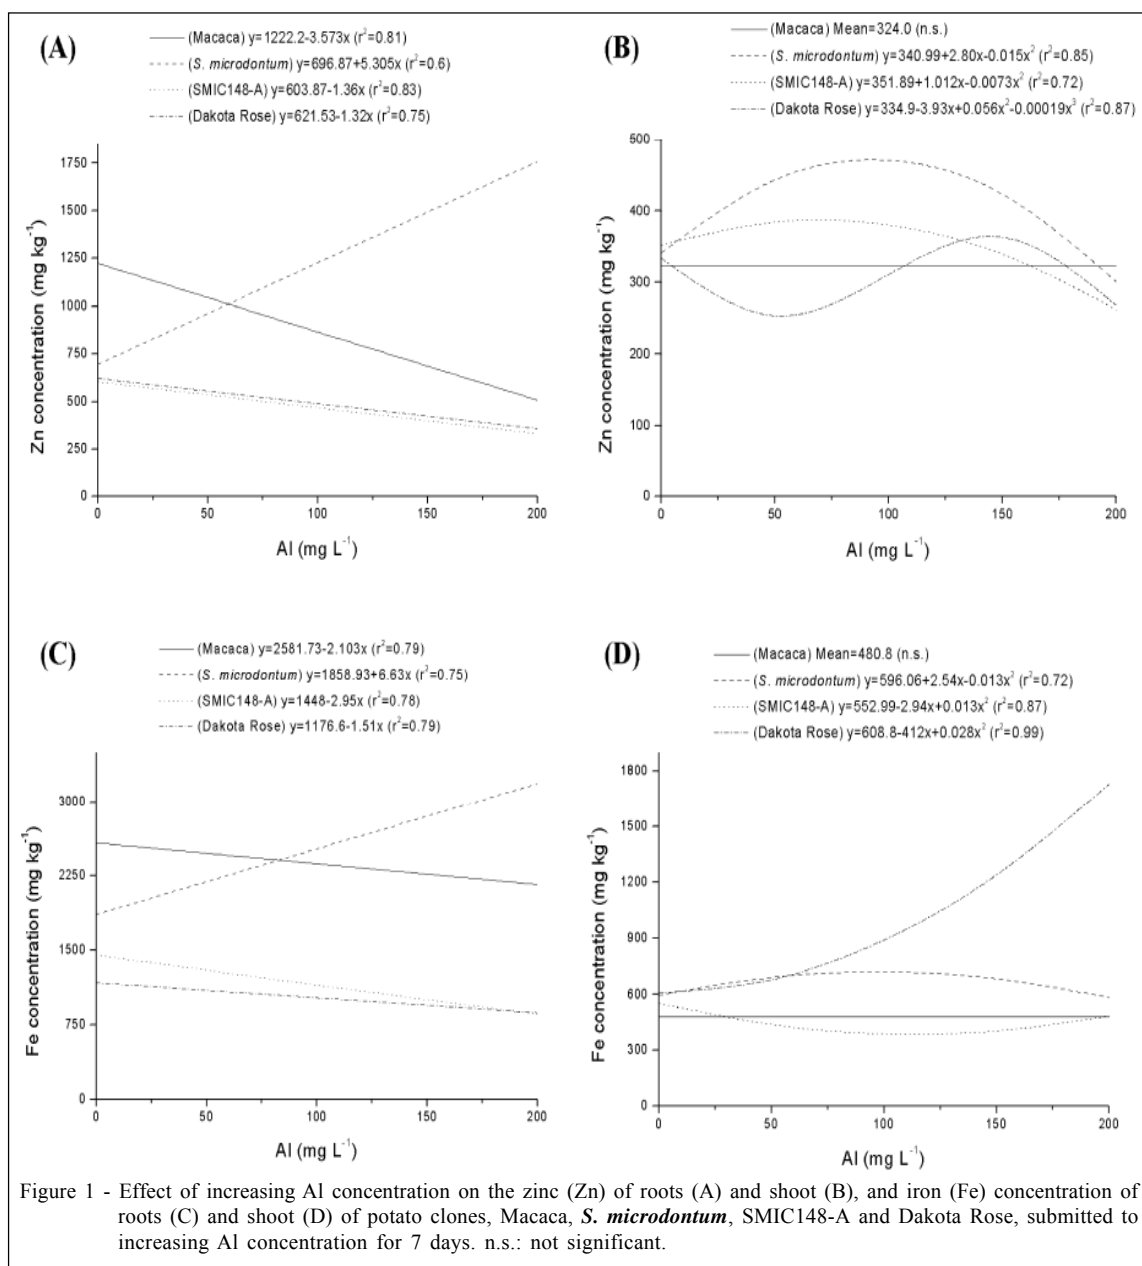 (A)
(Macaca) y=1222.2-3.573x (r²=0.81)
(S. microdontum) y=696.87+5.305x (r²=0.6)
(SMIC148-A) y=603.87-1.36x (r²=0.83)
(Dakota Rose) y=621.53-1.32x (r²=0.75)
Zn concentration (mg kg⁻¹)
1750
1500
1250
1000
750
500
250
0
0 50 100 150 200
Al (mg L⁻¹)
(B)
(Macaca) Mean=324.0 (n.s.)
(S. microdontum) y=340.99+2.80x-0.015x² (r²=0.85)
(SMIC148-A) y=351.89+1.012x-0.0073x² (r²=0.72)
(Dakota Rose) y=334.9-3.93x+0.056x²-0.00019x³ (r²=0.87)
Zn concentration (mg kg⁻¹)
500
400
300
200
100
0
0 50 100 150 200
Al (mg L⁻¹)
(C)
(Macaca) y=2581.73-2.103x (r²=0.79)
(S. microdontum) y=1858.93+6.63x (r²=0.75)
(SMIC148-A) y=1448-2.95x (r²=0.78)
(Dakota Rose) y=1176.6-1.51x (r²=0.79)
Fe concentration (mg kg⁻¹)
3000
2250
1500
750
0
0 50 100 150 200
Al (mg L⁻¹)
(D)
(Macaca) Mean=480.8 (n.s.)
(S. microdontum) y=596.06+2.54x-0.013x² (r²=0.72)
(SMIC148-A) y=552.99-2.94x+0.013x² (r²=0.87)
(Dakota Rose) y=608.8-412x+0.028x² (r²=0.99)
Fe concentration (mg kg⁻¹)
1800
1500
1200
900
600
300
0
0 50 100 150 200
Al (mg L⁻¹)
Figure 1 - Effect of increasing Al concentration on the zinc (Zn) of roots (A) and shoot (B), and iron (Fe) concentration of
roots (C) and shoot (D) of potato clones, Macaca, S. microdontum, SMIC148-A and Dakota Rose, submitted to
increasing Al concentration for 7 days. n.s.: not significant.